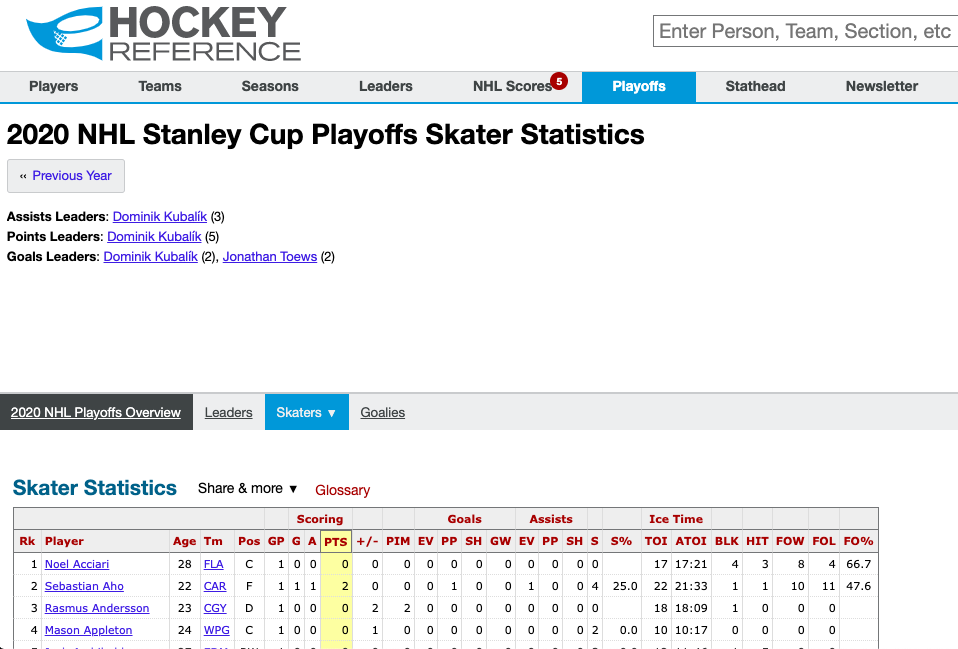 HOCKEY
REFERENCE
Enter Person, Team, Section, etc
Players Teams Seasons Leaders NHL Scores 5 Playoffs Stathead Newsletter
2020 NHL Stanley Cup Playoffs Skater Statistics
« Previous Year
Assists Leaders: Dominik Kubalík (3)
Points Leaders: Dominik Kubalík (5)
Goals Leaders: Dominik Kubalík (2), Jonathan Toews (2)
2020 NHL Playoffs Overview Leaders Skaters ▼ Goalies
Skater Statistics Share & more ▼ Glossary
Scoring Goals Assists Ice Time
Rk Player Age Tm Pos GP G A PTS +/- PIM EV PP SH GW EV PP SH S S% TOI ATOI BLK HIT FOW FOL FO%
1 Noel Acciari 28 FLA C 1 0 0 0 0 0 0 0 0 0 0 0 0 0 17 17:21 4 3 8 4 66.7
2 Sebastian Aho 22 CAR F 1 1 1 2 0 0 0 1 0 0 1 0 0 4 25.0 22 21:33 1 1 10 11 47.6
3 Rasmus Andersson 23 CGY D 1 0 0 0 2 2 0 0 0 0 0 0 0 0 18 18:09 1 0 0 0
4 Mason Appleton 24 WPG C 1 0 0 0 1 0 0 0 0 0 0 0 0 2 0.0 10 10:17 0 0 0 0